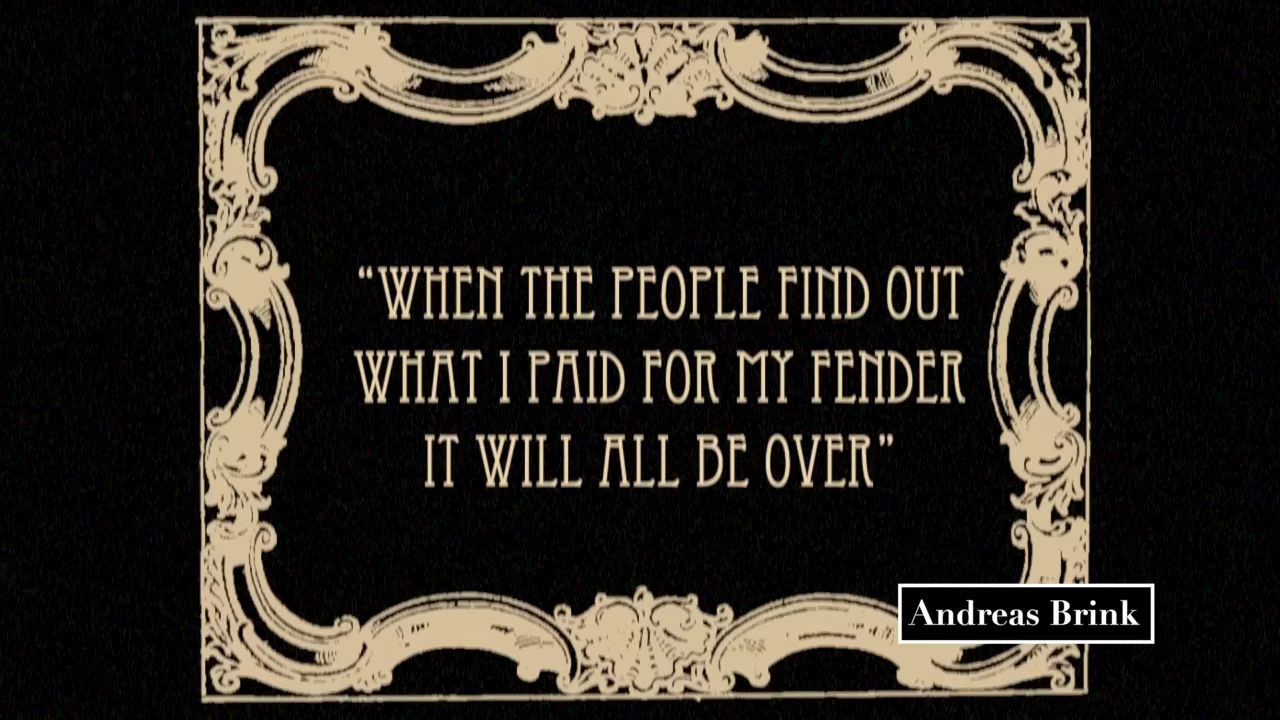 “WHEN THE PEOPLE FIND OUT
WHAT I PAID FOR MY FENDER
IT WILL ALL BE OVER”
Andreas Brink